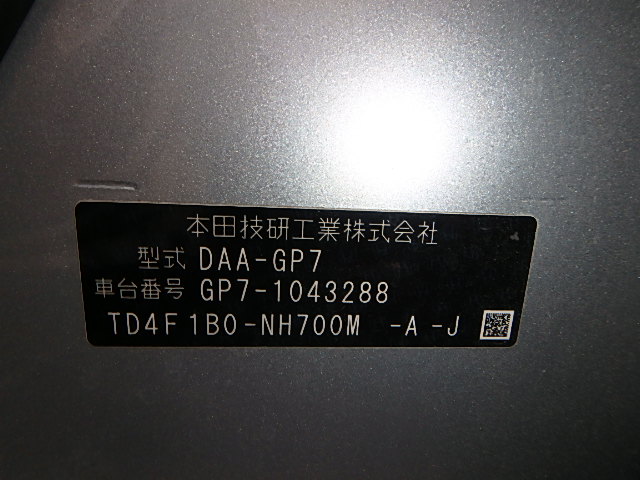 本田技研工業株式会社
型式 DAA-GP7
車台番号 GP7-1043288
TD4F1B0-NH700M -A-J